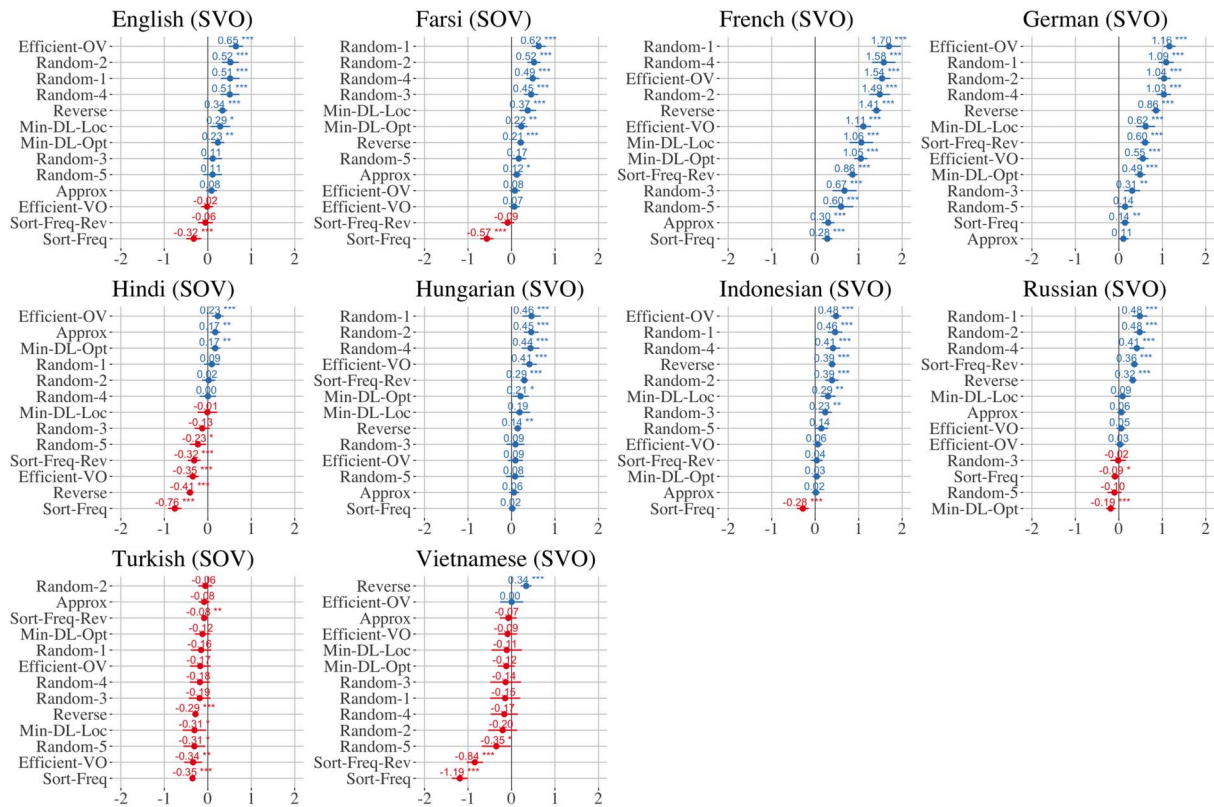 English (SVO)
Efficient-OV 0.65 ***
Random-2 0.52 ***
Random-1 0.51 ***
Random-4 0.51 ***
Reverse 0.34 ***
Min-DL-Loc 0.29 *
Min-DL-Opt 0.23 **
Random-3 0.11
Random-5 0.11
Approx 0.08
Efficient-VO -0.02
Sort-Freq-Rev -0.06
Sort-Freq -0.32 ***
-2 -1 0 1 2
Farsi (SOV)
Random-1 0.62 ***
Random-2 0.52 ***
Random-4 0.49 ***
Random-3 0.45 ***
Min-DL-Loc 0.37 ***
Min-DL-Opt 0.22 **
Reverse 0.21 ***
Random-5 0.17
Approx 0.12
Efficient-OV 0.08
Efficient-VO 0.07
Sort-Freq-Rev -0.09
Sort-Freq -0.57 ***
-2 -1 0 1 2
French (SVO)
Random-1 1.70 ***
Random-4 1.58 ***
Efficient-OV 1.54 ***
Random-2 1.49 ***
Reverse 1.41 ***
Efficient-VO 1.11 ***
Min-DL-Loc 1.06 ***
Min-DL-Opt 1.05 ***
Sort-Freq-Rev 0.86 ***
Random-3 0.67 ***
Random-5 0.60 ***
Approx 0.30 ***
Sort-Freq 0.28 ***
-2 -1 0 1 2
German (SVO)
Efficient-OV 1.16 ***
Random-1 1.09 ***
Random-2 1.04 ***
Random-4 1.03 ***
Reverse 0.86 ***
Min-DL-Loc 0.62 ***
Sort-Freq-Rev 0.60 ***
Efficient-VO 0.55 ***
Min-DL-Opt 0.49 ***
Random-3 0.31 **
Random-5 0.14
Sort-Freq 0.14 **
Approx 0.11
-2 -1 0 1 2
Hindi (SOV)
Efficient-OV 0.23 ***
Approx 0.17 **
Min-DL-Opt 0.17 **
Random-1 0.09
Random-2 0.02
Random-4 0.00
Min-DL-Loc -0.01
Random-3 -0.13
Random-5 -0.23 *
Sort-Freq-Rev -0.32 ***
Efficient-VO -0.35 ***
Reverse -0.41 ***
Sort-Freq -0.76 ***
-2 -1 0 1 2
Hungarian (SVO)
Random-1 0.46 ***
Random-2 0.45 ***
Random-4 0.44 ***
Efficient-VO 0.41 ***
Sort-Freq-Rev 0.29 ***
Min-DL-Opt 0.21 *
Min-DL-Loc 0.19
Reverse 0.14 **
Random-3 0.09
Efficient-OV 0.09
Random-5 0.08
Approx 0.06
Sort-Freq 0.02
-2 -1 0 1 2
Indonesian (SVO)
Efficient-OV 0.48 ***
Random-1 0.46 ***
Random-4 0.41 ***
Reverse 0.39 ***
Random-2 0.39 ***
Min-DL-Loc 0.29 **
Random-3 0.23 **
Random-5 0.14
Efficient-VO 0.06
Sort-Freq-Rev 0.04
Min-DL-Opt 0.03
Approx 0.02
Sort-Freq -0.28 ***
-2 -1 0 1 2
Russian (SVO)
Random-1 0.48 ***
Random-2 0.48 ***
Random-4 0.41 ***
Sort-Freq-Rev 0.36 ***
Reverse 0.32 ***
Min-DL-Loc 0.09
Approx 0.06
Efficient-VO 0.05
Efficient-OV 0.03
Random-3 -0.02
Sort-Freq -0.09 *
Random-5 -0.10
Min-DL-Opt -0.19 ***
-2 -1 0 1 2
Turkish (SOV)
Random-2 -0.06
Approx -0.08
Sort-Freq-Rev -0.08 **
Min-DL-Opt -0.12
Random-1 -0.16
Efficient-OV -0.17
Random-4 -0.18
Random-3 -0.19
Reverse -0.29 ***
Min-DL-Loc -0.31 *
Random-5 -0.31 *
Efficient-VO -0.34 **
Sort-Freq -0.35 ***
-2 -1 0 1 2
Vietnamese (SVO)
Reverse 0.34 ***
Efficient-OV 0.00
Approx -0.07
Efficient-VO -0.09
Min-DL-Loc -0.11
Min-DL-Opt -0.12
Random-3 -0.14
Random-1 -0.15
Random-4 -0.17
Random-2 -0.20
Random-5 -0.35 *
Sort-Freq-Rev -0.84 ***
Sort-Freq -1.19 ***
-2 -1 0 1 2